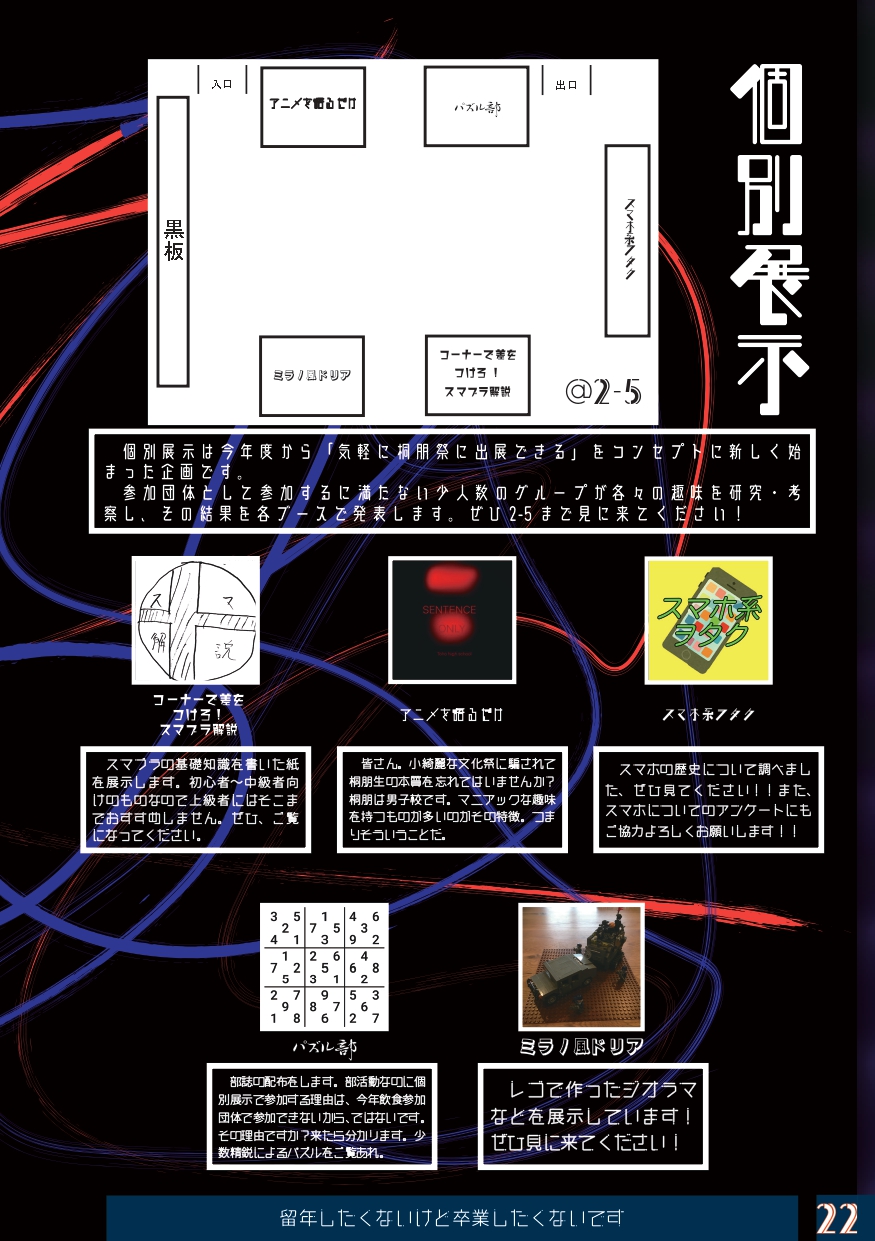 個別展示
入口
アニメを語るだけ
パズル部
出口
黒板
スマホ系ヲタク
ミラノ風ドリア
コーナーで差を
つけろ！
スマブラ解説
@2-5
個別展示は今年度から「気軽に桐朋祭に出展できる」をコンセプトに新しく始
まった企画です。
参加団体として参加するに満たない少人数のグループが各々の趣味を研究・考
察し、その結果を各ブースで発表します。ぜひ2-5まで見に来てください！
ス マ
解 説
SENTENCE
ONLY
スマホ系
ヲタク
コーナーで差を
つけろ！
スマブラ解説
アニメを語るだけ
スマホ系ヲタク
スマブラの基礎知識を書いた紙
を展示します。初心者～中級者向
けのものなので上級者にはそこま
でおすすめしません。ぜひ、ご覧
になってください。
皆さん。小綺麗な文化祭に騙されて
桐朋生の本質を忘れてはいませんか？
桐朋は男子校です。マニアックな趣味
を持つものが多いのがその特徴。つま
りそういうことだ。
スマホの歴史について調べまし
た、ぜひ見てください！！また、
スマホについてのアンケートにも
ご協力よろしくお願いします！！
3 5 1 4 6
2 7 5 3
4 1 3 9 2
1 2 6 4
7 2 5 6 8
5 3 1 2
2 7 9 5 3
9 8 7 6
1 8 6 2 7
パズル部
ミラノ風ドリア
部誌の配布をします。部活動なのに個
別展示で参加する理由は、今年飲食参加
団体で参加できないから、ではないです。
その理由ですか？来たら分かります。少
数精鋭によるパズルをご覧あれ。
レゴで作ったジオラマ
などを展示しています！
ぜひ見に来てください！
留年したくないけど卒業したくないです
22